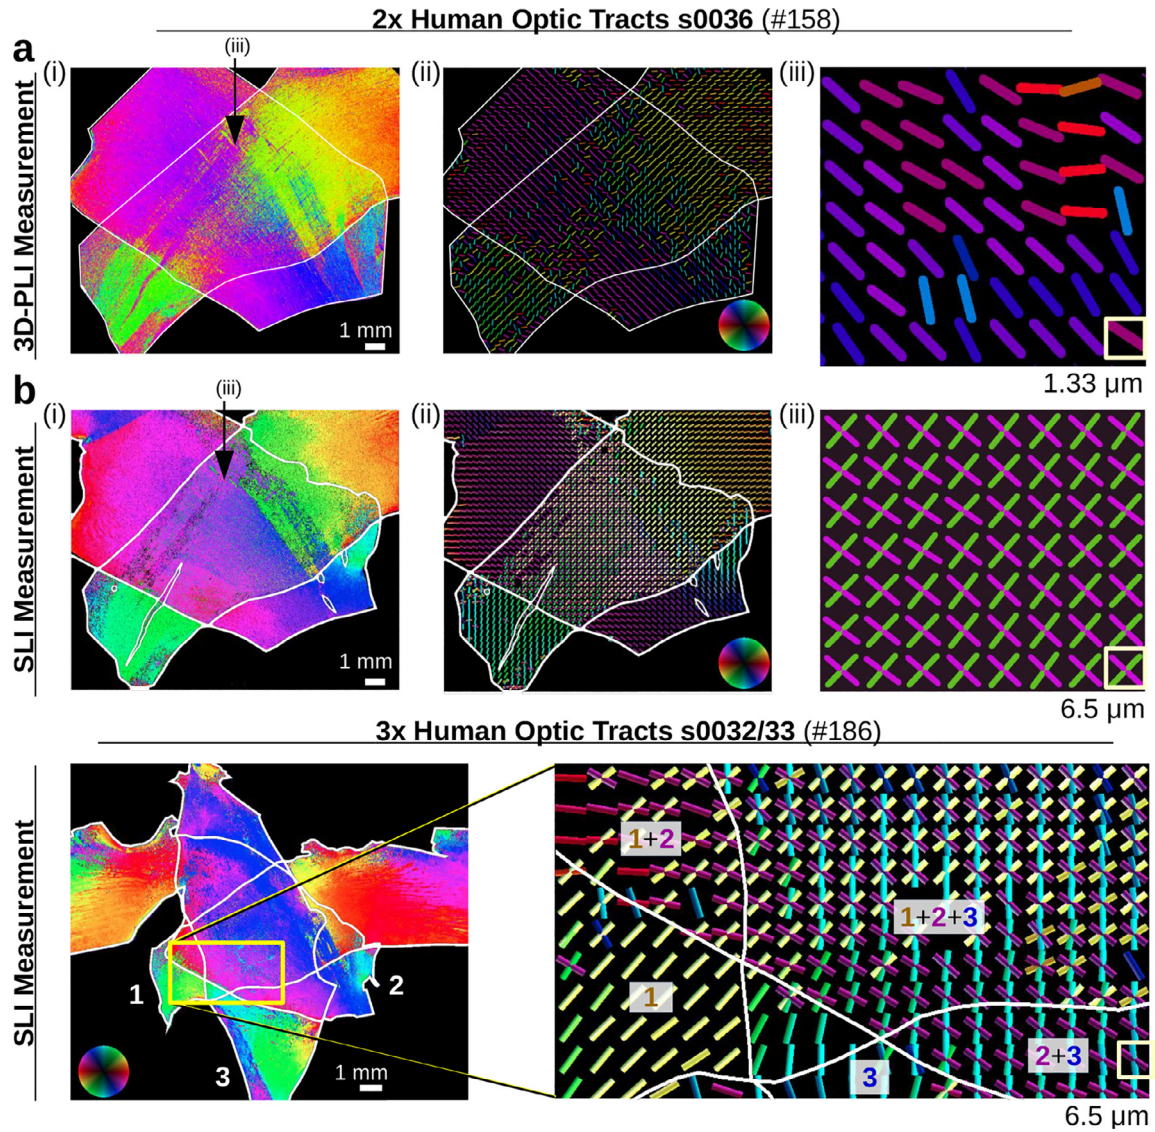 2x Human Optic Tracts s0036 (#158)
a
3D-PLI Measurement
(i)
(iii)
1 mm
(ii)
(iii)
1.33 µm
b
SLI Measurement
(i)
(iii)
1 mm
(ii)
(iii)
6.5 µm
3x Human Optic Tracts s0032/33 (#186)
SLI Measurement
1
2
3
1 mm
1+2
1+2+3
1
2+3
3
6.5 µm